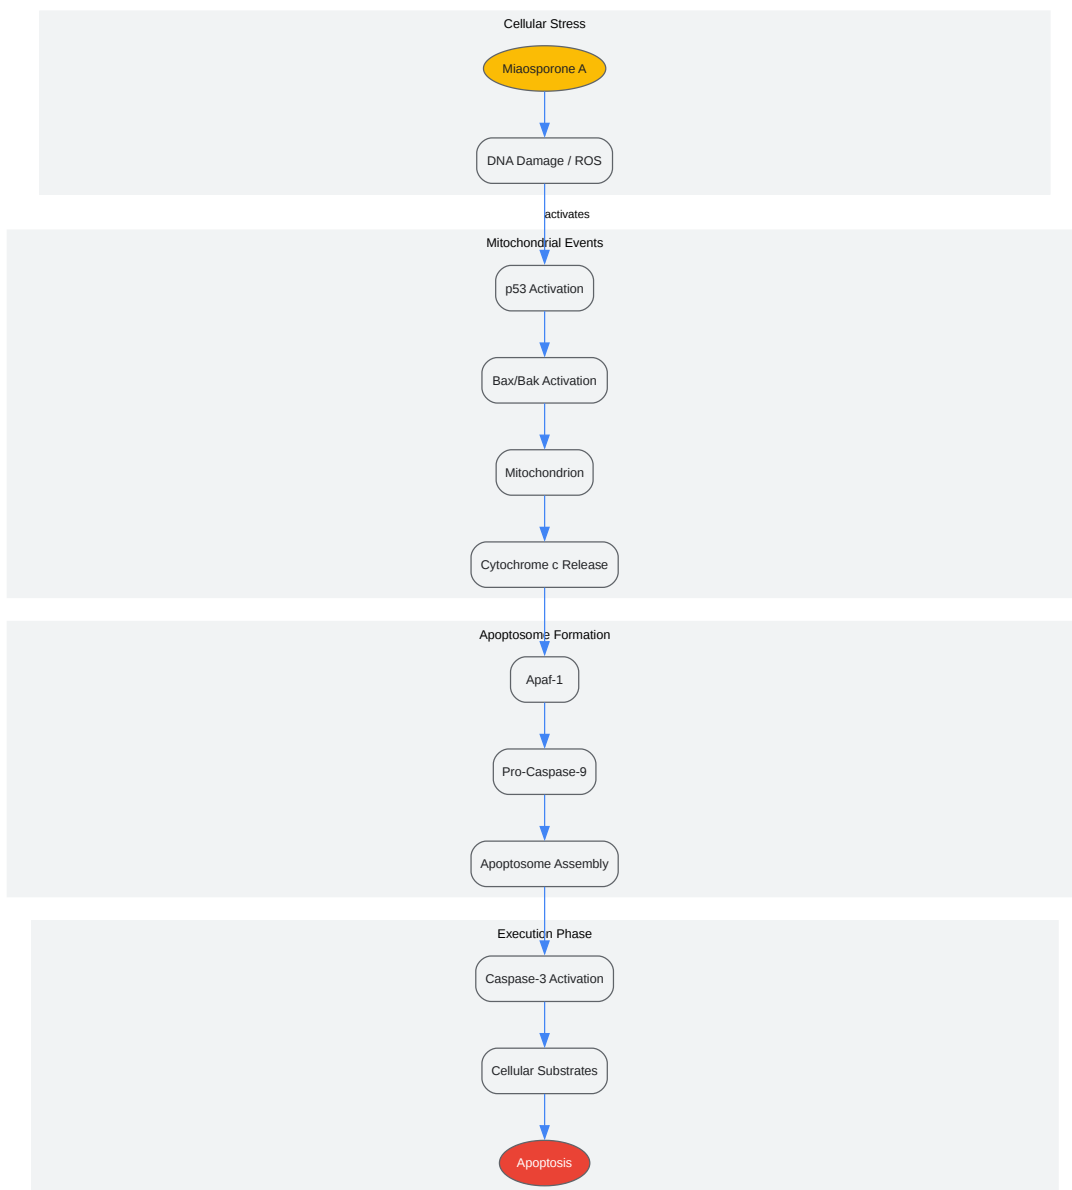 Cellular Stress
Miaosporone A
DNA Damage / ROS
activates
Mitochondrial Events
p53 Activation
Bax/Bak Activation
Mitochondrion
Cytochrome c Release
Apoptosome Formation
Apaf-1
Pro-Caspase-9
Apoptosome Assembly
Execution Phase
Caspase-3 Activation
Cellular Substrates
Apoptosis